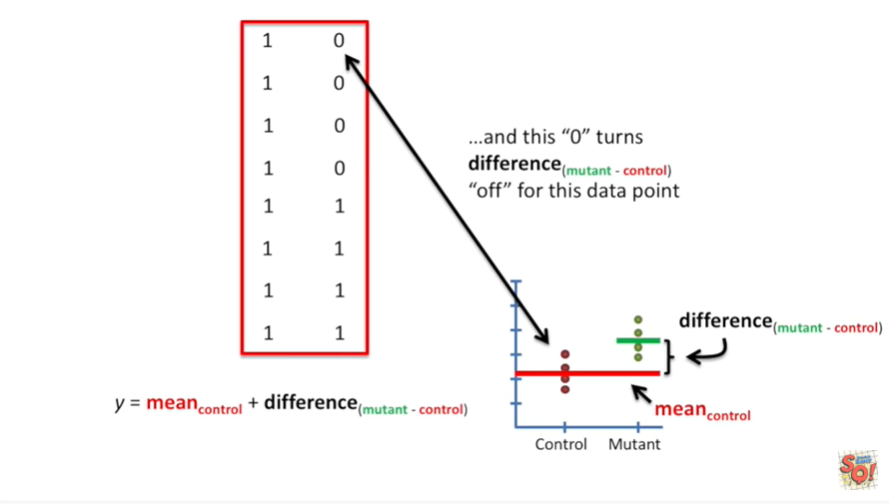 1 0
1 0
1 0
1 0
1 1
1 1
1 1
1 1
...and this “0” turns
difference(mutant - control)
“off” for this data point
difference(mutant - control)
y = meancontrol + difference(mutant - control)
meancontrol
Control Mutant
SQ!